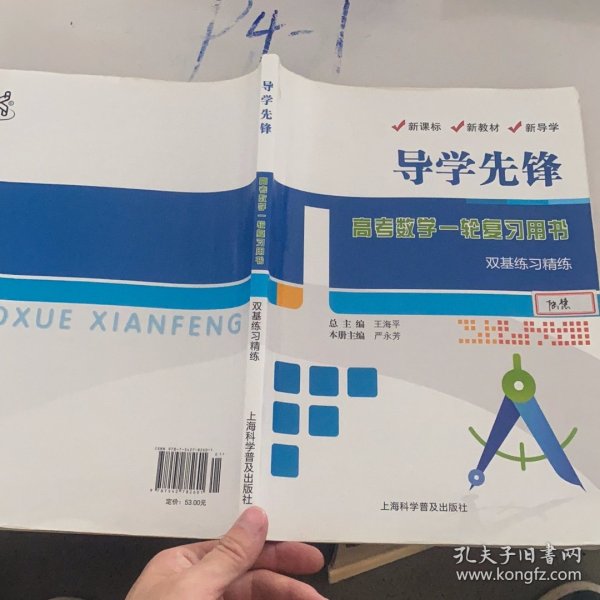 P4-1
新课标 新教材 新导学
导学先锋
高考数学一轮复习用书
双基练习精练
总主编 王海平
本册主编 严永芳
上海科学普及出版社
导学先锋
高考数学一轮复习用书
双基练习精练
上海科学普及出版社
OXUE XIANFENG
定价：53.00元
孔夫子旧书网
www.kongfz.com